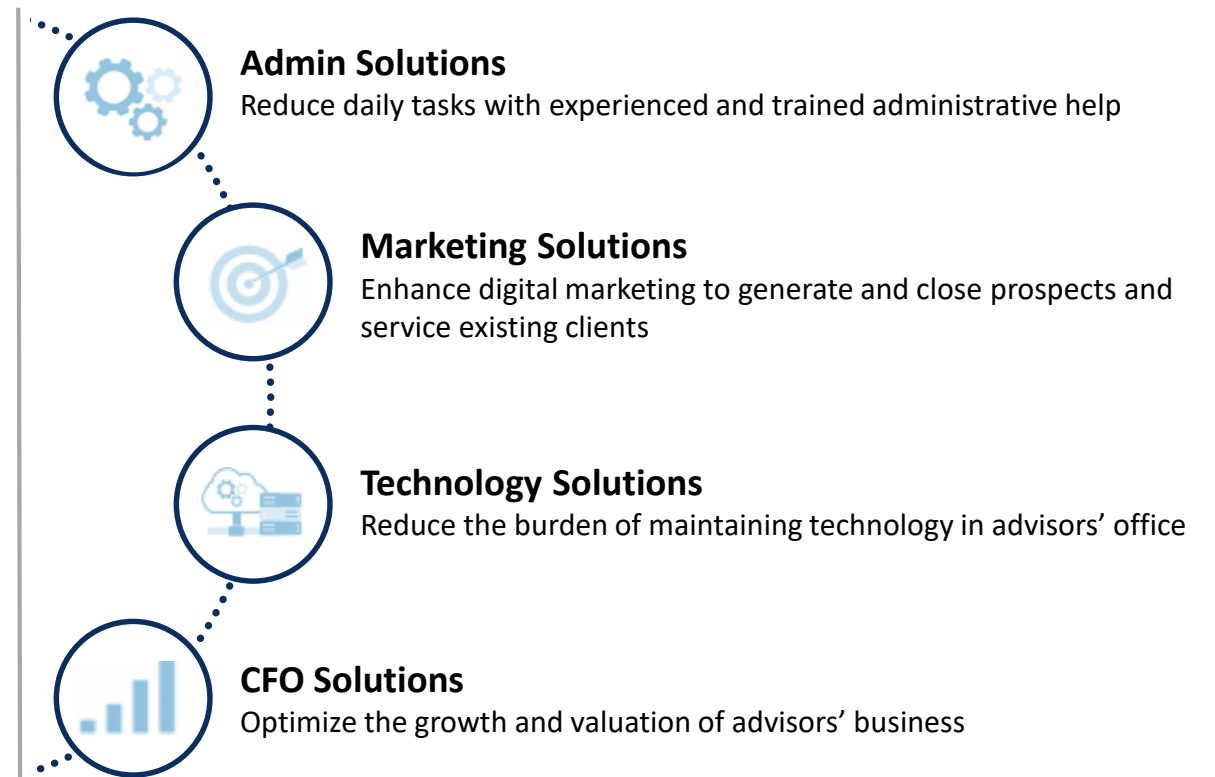 Admin Solutions
Reduce daily tasks with experienced and trained administrative help
Marketing Solutions
Enhance digital marketing to generate and close prospects and
service existing clients
Technology Solutions
Reduce the burden of maintaining technology in advisors’ office
CFO Solutions
Optimize the growth and valuation of advisors’ business